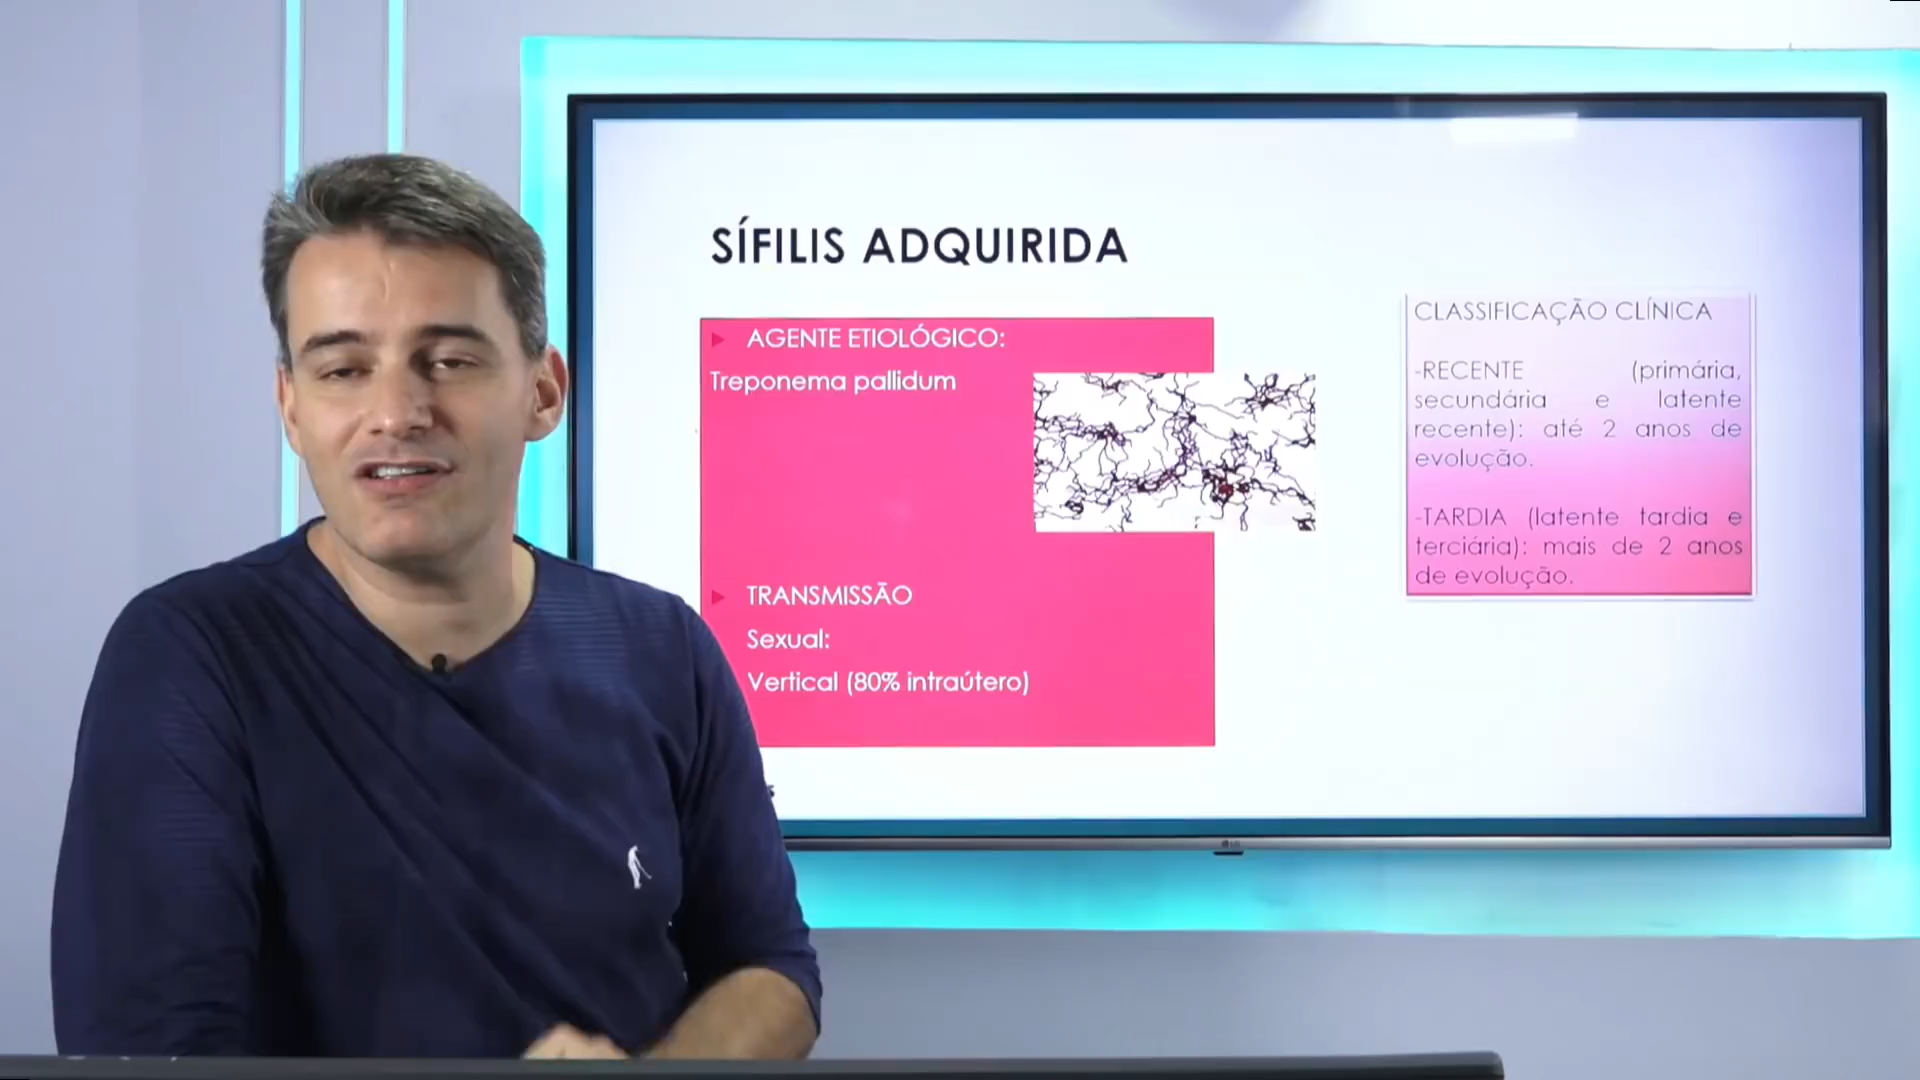 SÍFILIS ADQUIRIDA
AGENTE ETIOLÓGICO:
Treponema pallidum
TRANSMISSÃO
Sexual:
Vertical (80% intraútero)
CLASSIFICAÇÃO CLÍNICA
-RECENTE (primária,
secundária e latente
recente): até 2 anos de
evolução.
-TARDIA (latente tardia e
terciária): mais de 2 anos
de evolução.
LG